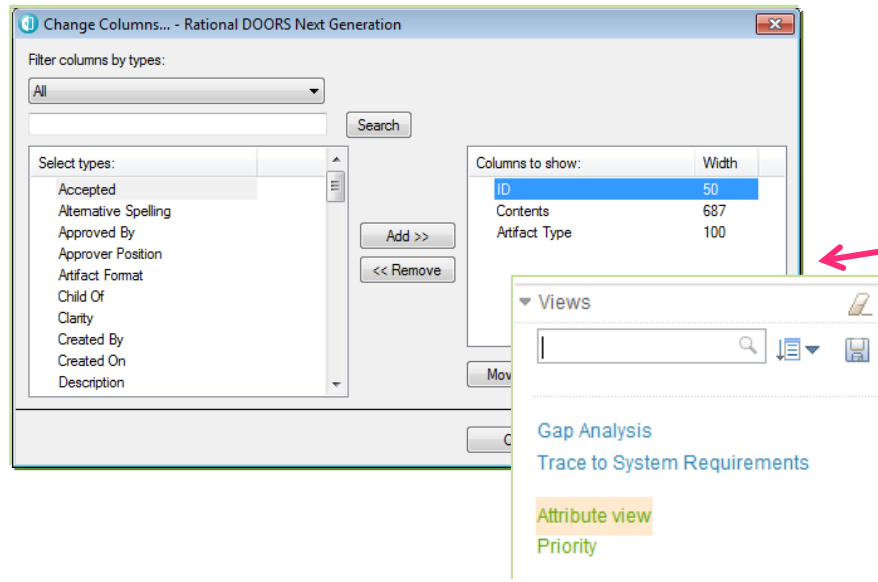 Change Columns... - Rational DOORS Next Generation
Filter columns by types:
All
Search
Select types:
Accepted
Alternative Spelling
Approved By
Approver Position
Artifact Format
Child Of
Clarity
Created By
Created On
Description
Add >>
<< Remove
Columns to show: Width
ID 50
Contents 687
Artifact Type 100
Mov
Views
Gap Analysis
Trace to System Requirements
Attribute view
Priority